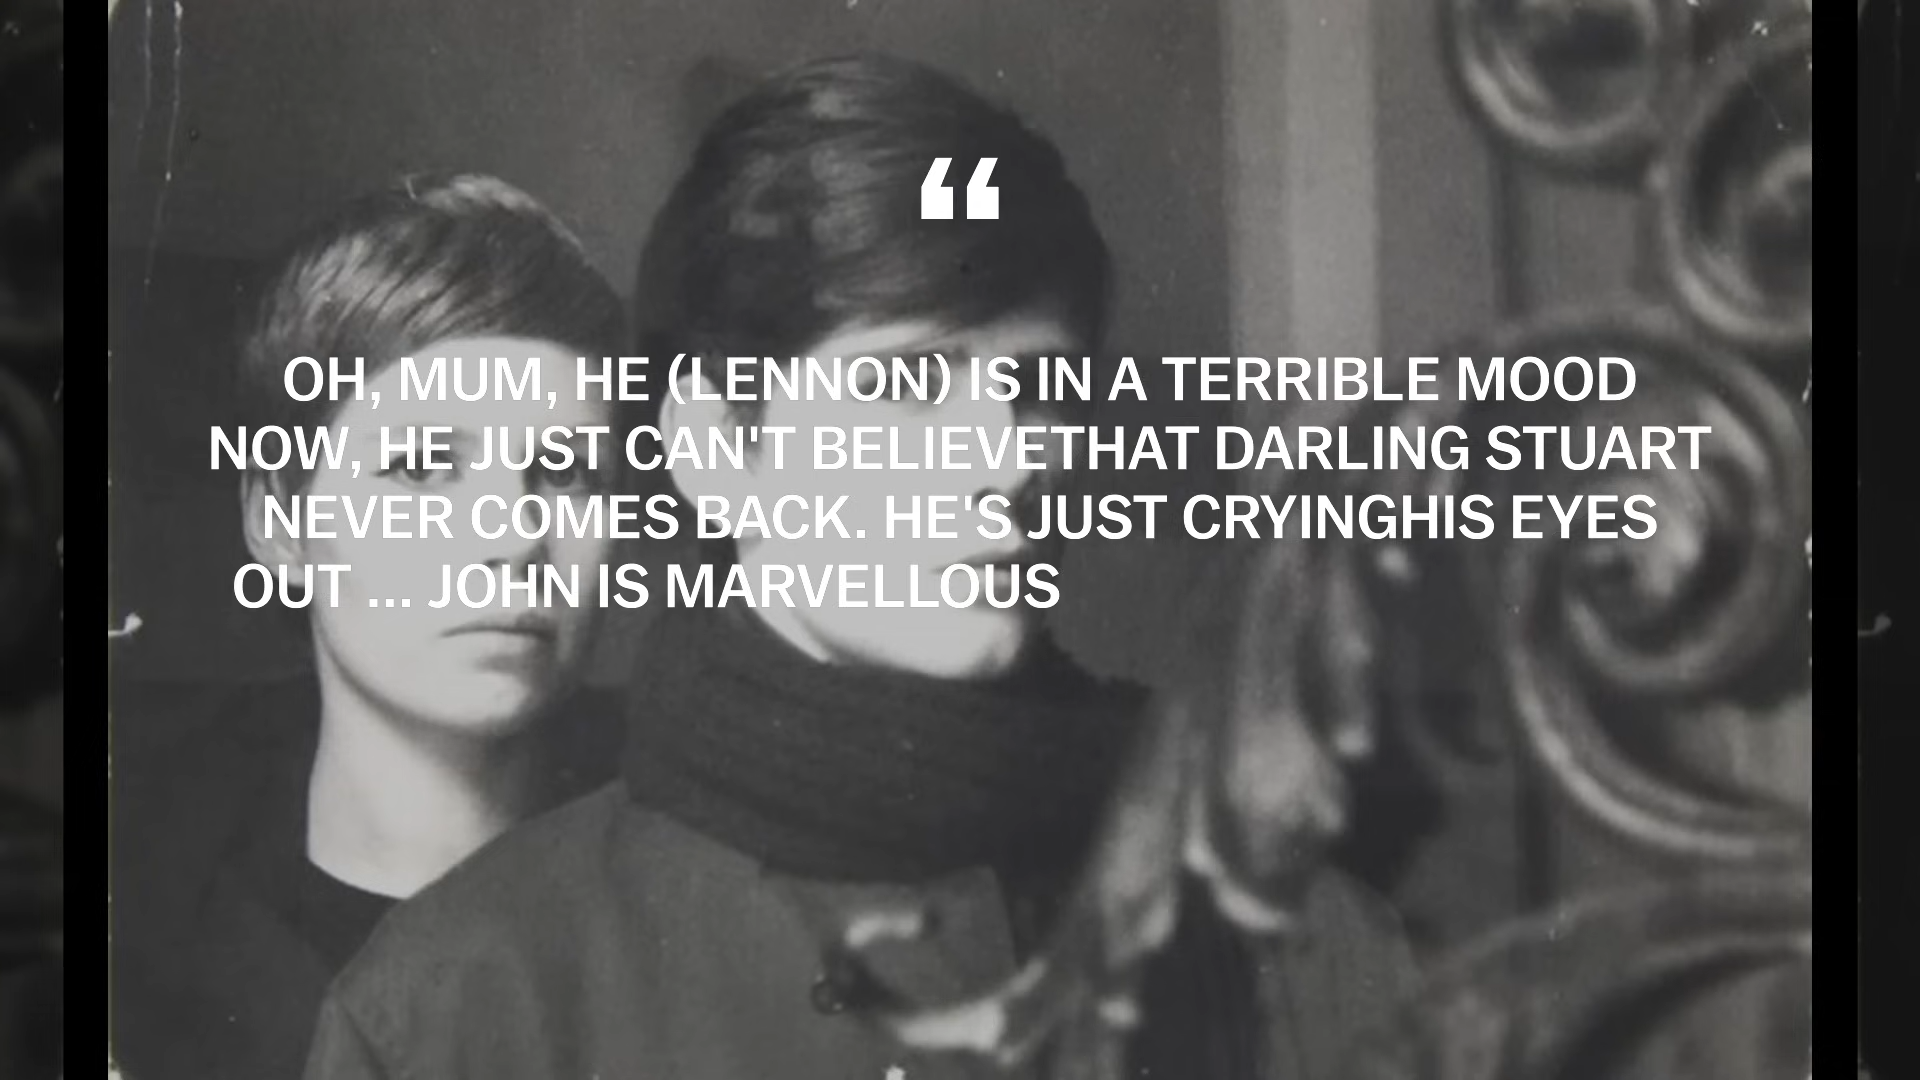 “
OH, MUM, HE (LENNON) IS IN A TERRIBLE MOOD
NOW, HE JUST CAN'T BELIEVETHAT DARLING STUART
NEVER COMES BACK. HE'S JUST CRYINGHIS EYES
OUT ... JOHN IS MARVELLOUS